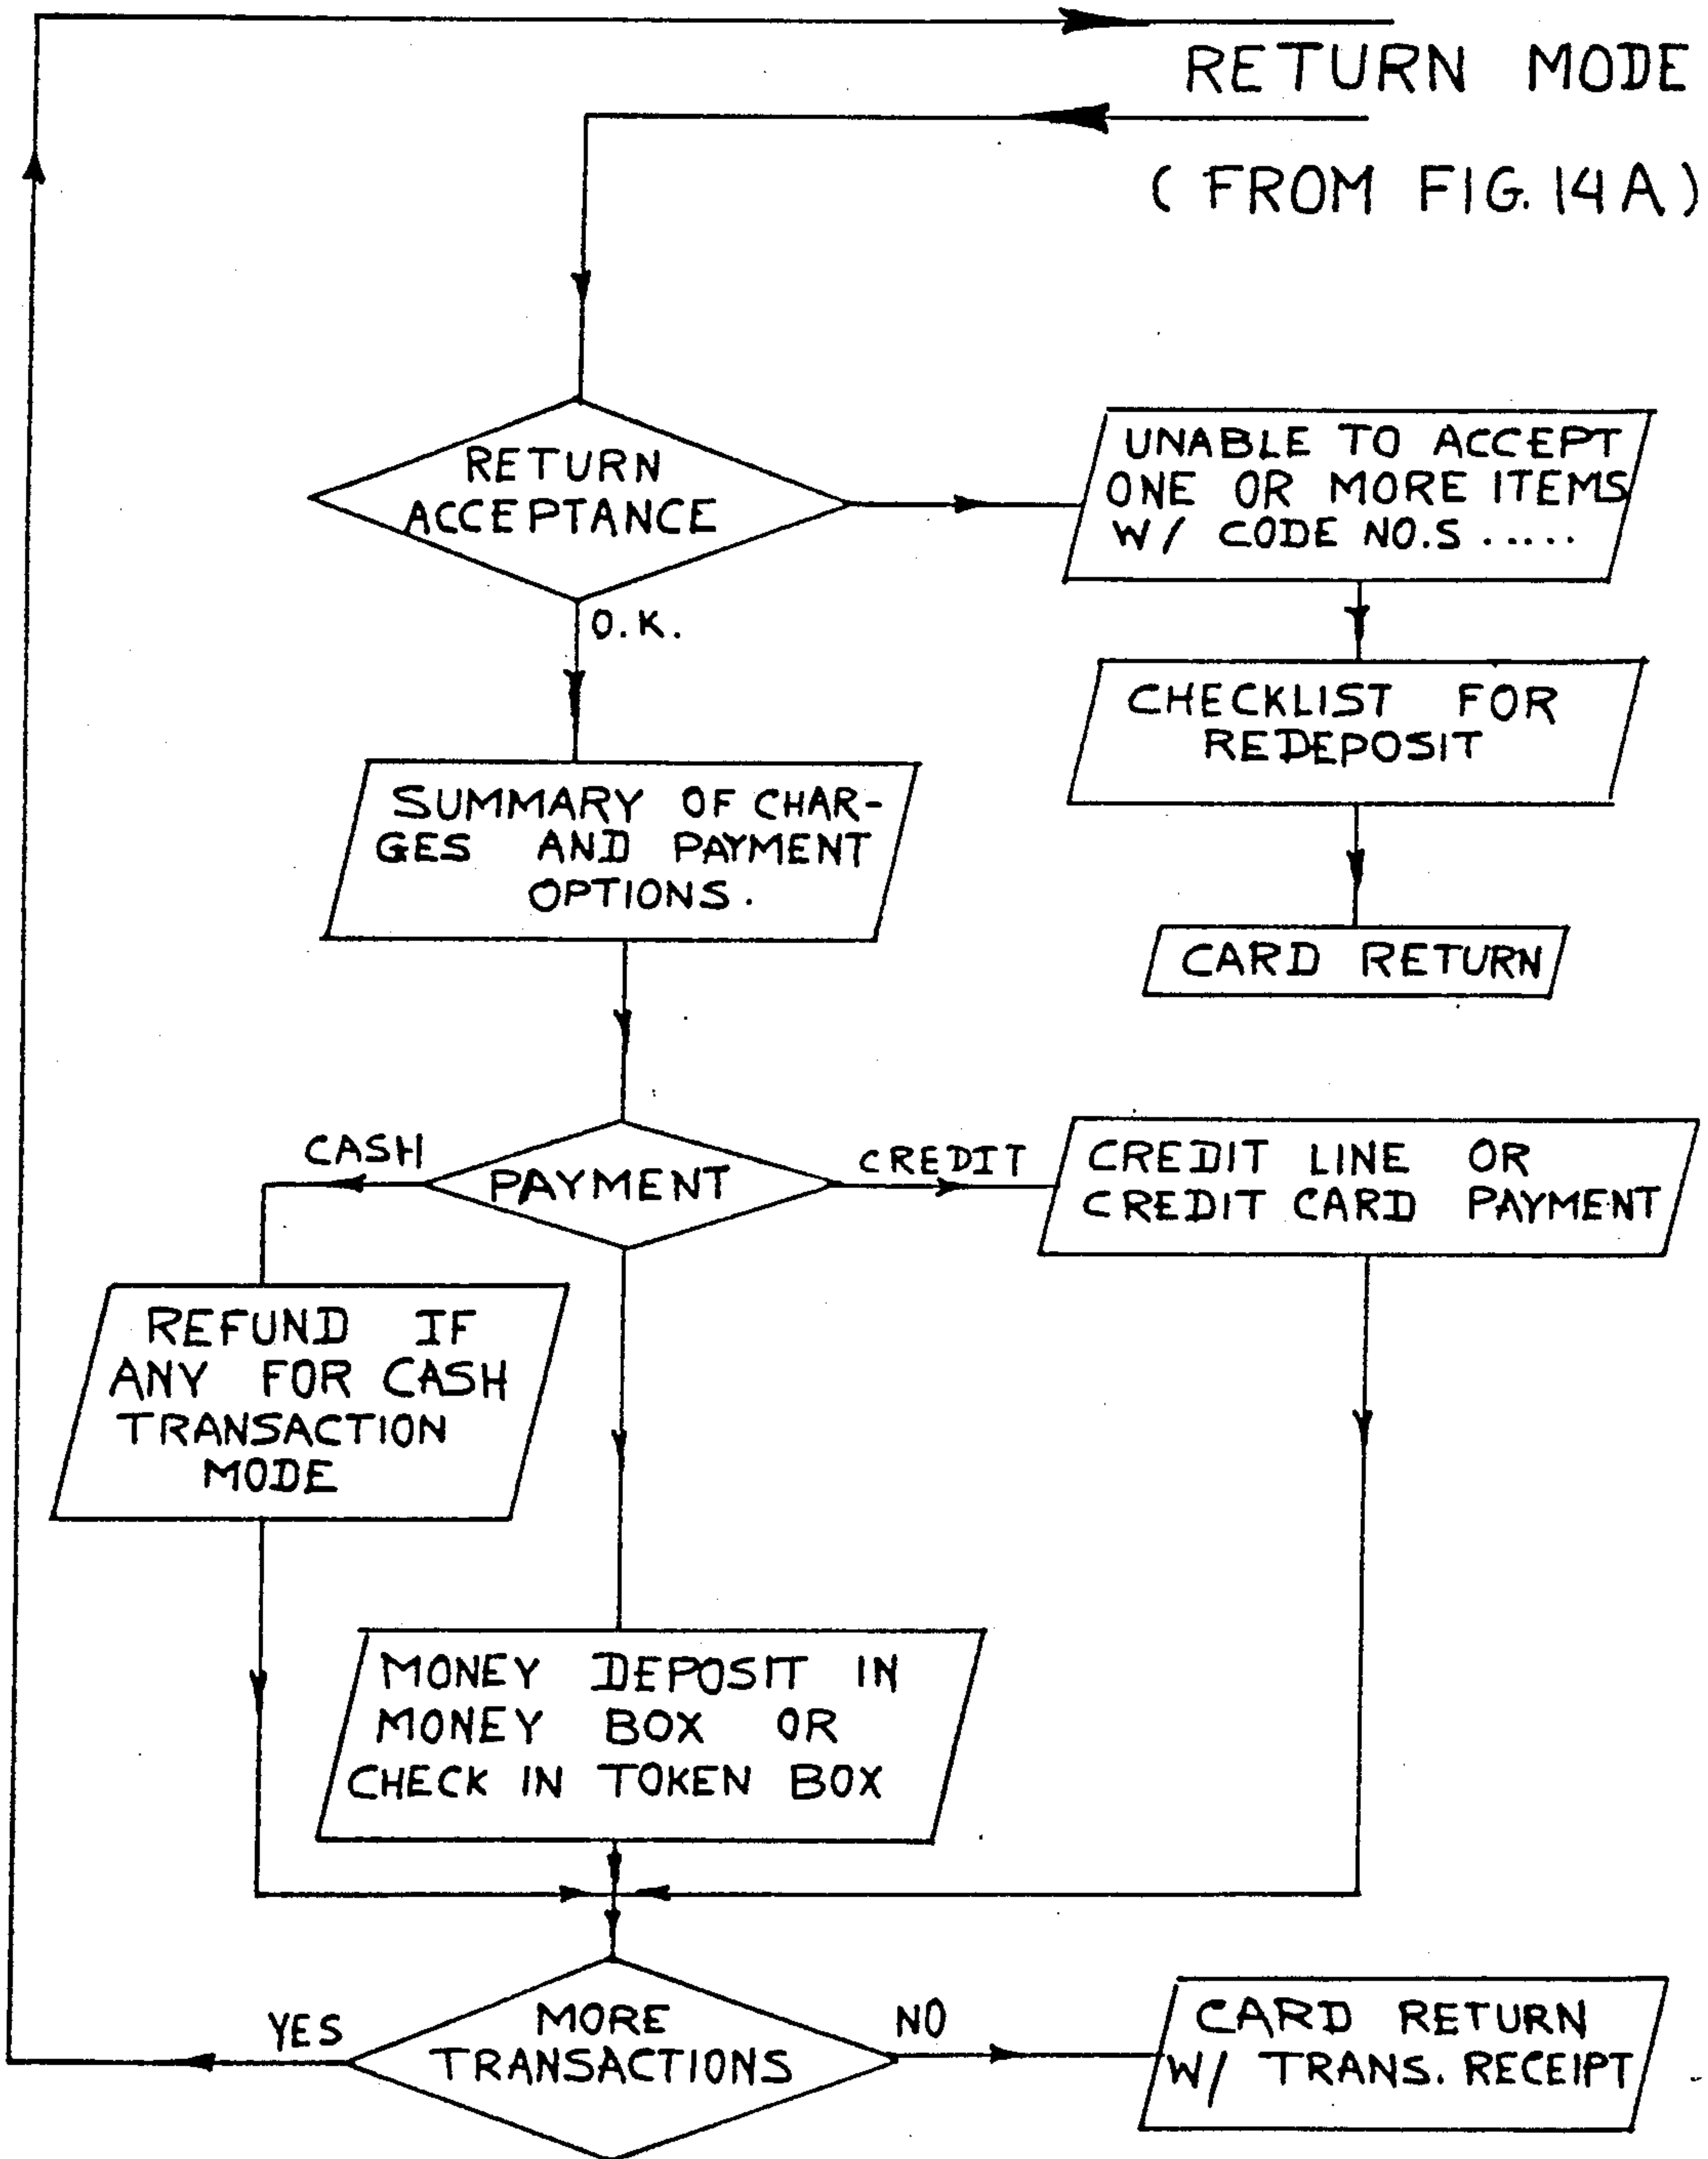 RETURN MODE
(FROM FIG. 14A)
RETURN
ACCEPTANCE
UNABLE TO ACCEPT
ONE OR MORE ITEMS
W/ CODE NO.S .....
O.K.
CHECKLIST FOR
REDEPOSIT
SUMMARY OF CHAR-
GES AND PAYMENT
OPTIONS.
CARD RETURN
CASH
PAYMENT
CREDIT
CREDIT LINE OR
CREDIT CARD PAYMENT
REFUND IF
ANY FOR CASH
TRANSACTION
MODE
MONEY DEPOSIT IN
MONEY BOX OR
CHECK IN TOKEN BOX
YES
MORE
TRANSACTIONS
NO
CARD RETURN
W/ TRANS. RECEIPT